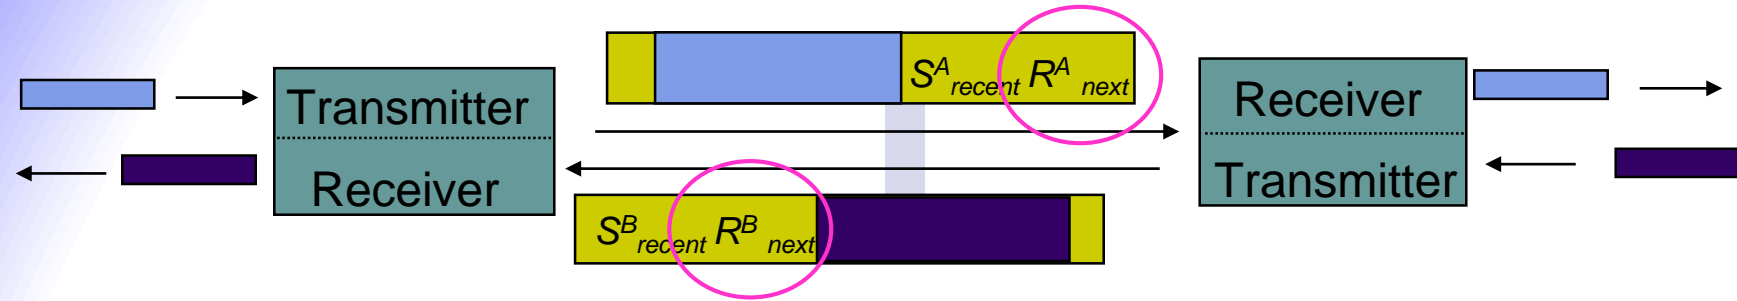 S^A recent R^A next
Transmitter
Receiver
Receiver
Transmitter
S^B recent R^B next